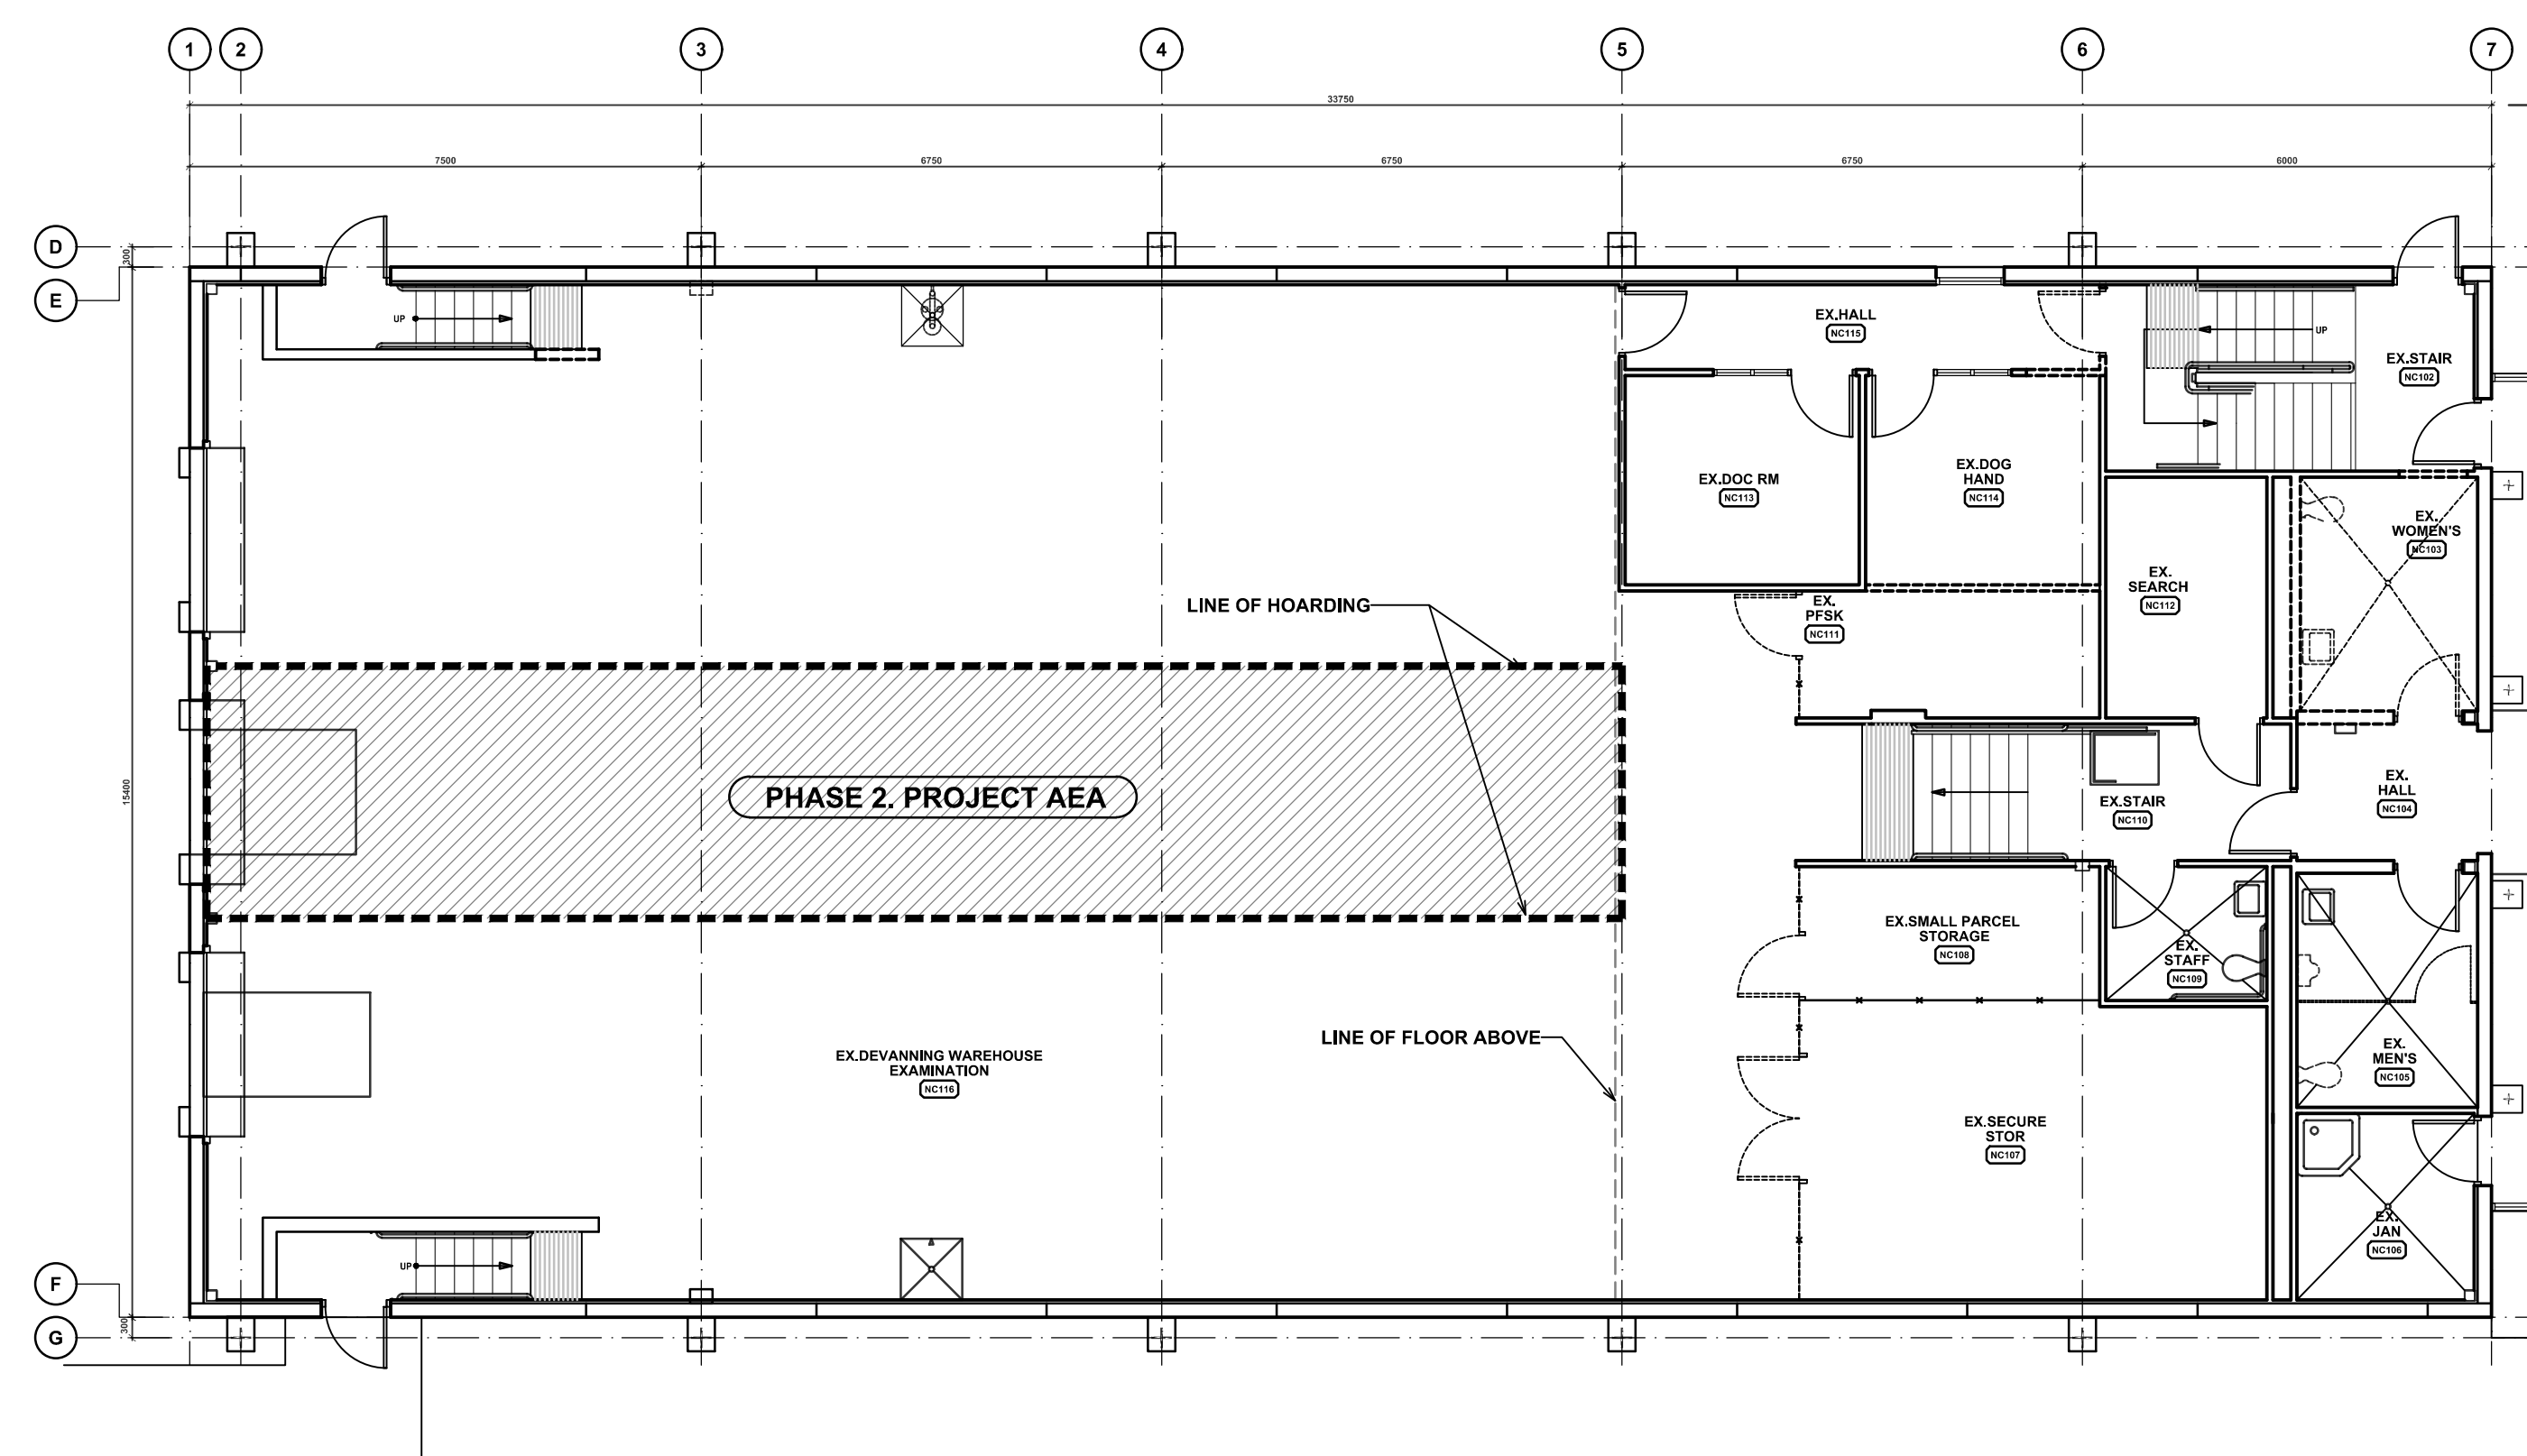 1 2 3 4 5 6 7
33750
7500 6750 6750 6750 6000
D
300
E
UP
EX.HALL
NC115
UP
EX.STAIR
NC102
EX.DOC RM
NC113
EX.DOG
HAND
NC114
EX.
WOMEN'S
NC103
EX.
SEARCH
NC112
LINE OF HOARDING
EX.
PFSK
NC111
15400
PHASE 2. PROJECT AEA
EX.STAIR
NC110
EX.
HALL
NC104
EX.SMALL PARCEL
STORAGE
NC108
EX.
STAFF
NC109
LINE OF FLOOR ABOVE
EX.DEVANNING WAREHOUSE
EXAMINATION
NC116
EX.
MEN'S
NC105
EX.SECURE
STOR
NC107
EX.
JAN
NC106
UP
F
300
G